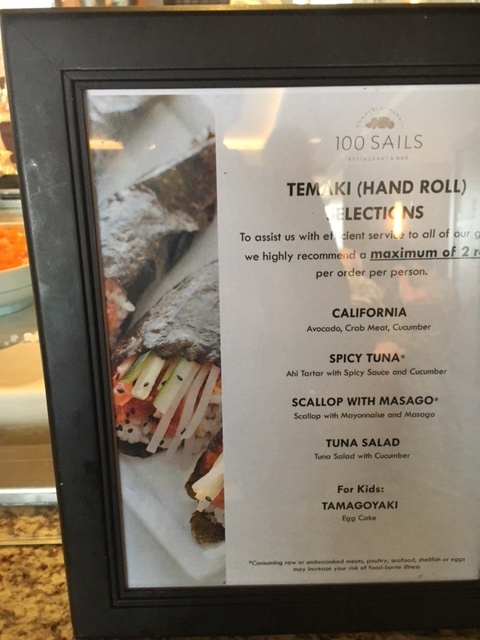 100 SAILS
RESTAURANT & BAR
TEMAKI (HAND ROLL)
SELECTIONS
To assist us with efficient service to all of our
we highly recommend a maximum of 2
per order per person.
CALIFORNIA
Avocado, Crab Meat, Cucumber
SPICY TUNA*
Ahi Tartar with Spicy Sauce and Cucumber
SCALLOP WITH MASAGO*
Scallop with Mayonnaise and Masago
TUNA SALAD
Tuna Salad with Cucumber
For Kids:
TAMAGOYAKI
Egg Cake
*Consuming raw or undercooked meats, poultry, seafood, shellfish or eggs
may increase your risk of food-borne illness